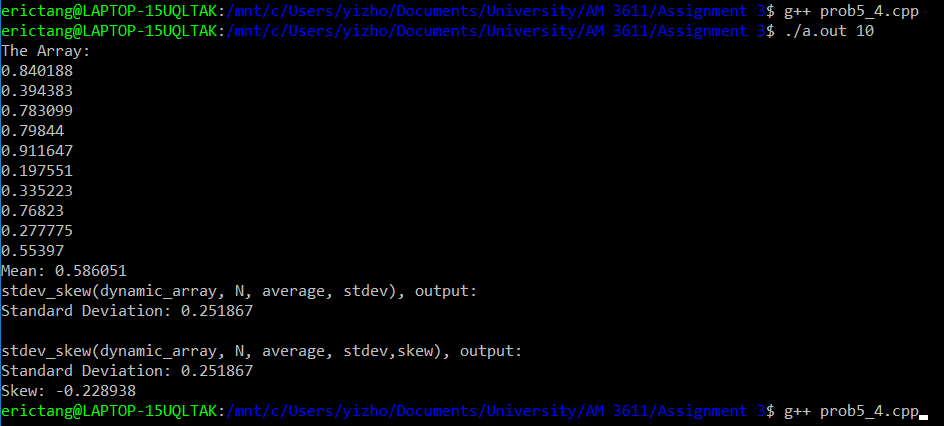 erictang@LAPTOP-15UQLTAK:/mnt/c/Users/yizho/Documents/University/AM 3611/Assignment 3$ g++ prob5_4.cpp
erictang@LAPTOP-15UQLTAK:/mnt/c/Users/yizho/Documents/University/AM 3611/Assignment 3$ ./a.out 10
The Array:
0.840188
0.394383
0.783099
0.79844
0.911647
0.197551
0.335223
0.76823
0.277775
0.55397
Mean: 0.586051
stdev_skew(dynamic_array, N, average, stdev), output:
Standard Deviation: 0.251867
stdev_skew(dynamic_array, N, average, stdev,skew), output:
Standard Deviation: 0.251867
Skew: -0.228938
erictang@LAPTOP-15UQLTAK:/mnt/c/Users/yizho/Documents/University/AM 3611/Assignment 3$ g++ prob5_4.cpp